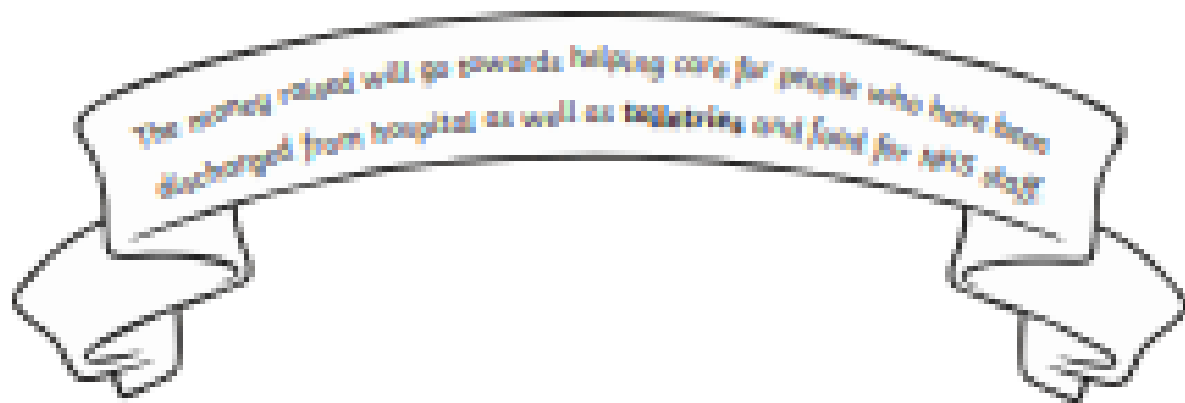 The money raised will go towards helping care for people who have been
discharged from hospital as well as toiletries and food for NHS staff.